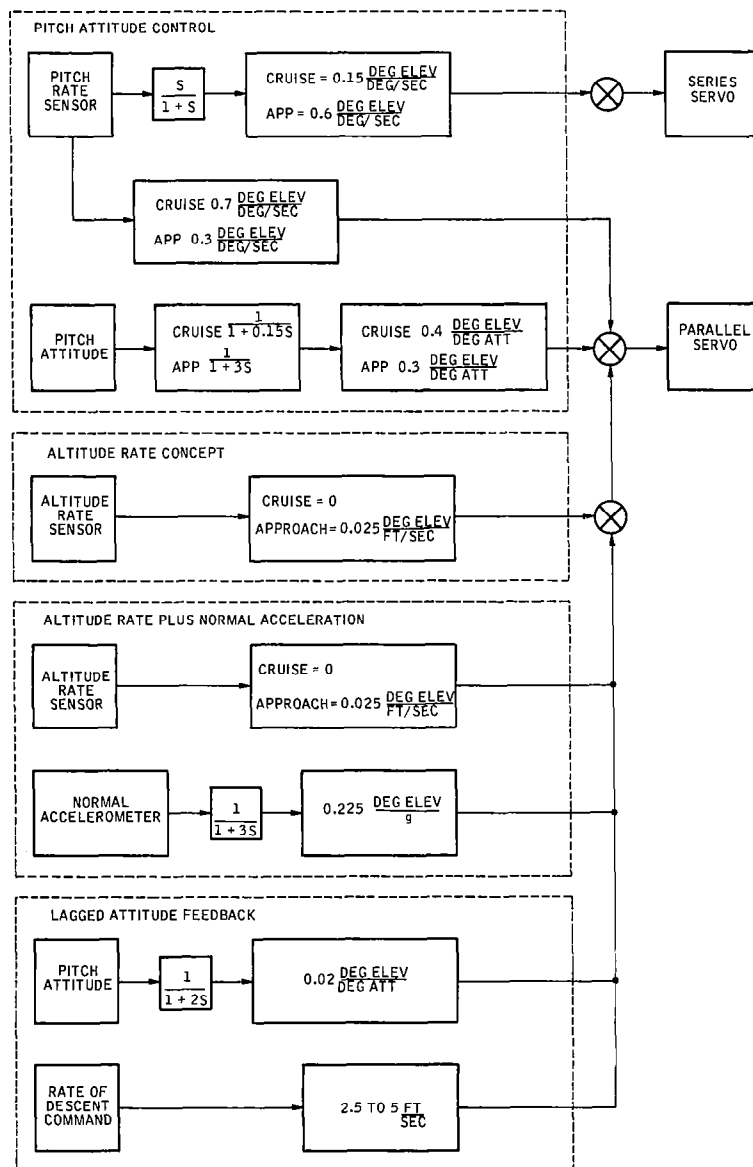 PITCH ATTITUDE CONTROL
PITCH
RATE
SENSOR
S
1 + S
CRUISE = 0.15 DEG ELEV
DEG/SEC
APP = 0.6 DEG ELEV
DEG/SEC
SERIES
SERVO
CRUISE 0.7 DEG ELEV
DEG/SEC
APP 0.3 DEG ELEV
DEG/SEC
PITCH
ATTITUDE
CRUISE 1
1 + 0.15S
APP 1
1 + 3S
CRUISE 0.4 DEG ELEV
DEG ATT
APP 0.3 DEG ELEV
DEG ATT
PARALLEL
SERVO
ALTITUDE RATE CONCEPT
ALTITUDE
RATE
SENSOR
CRUISE = 0
APPROACH = 0.025 DEG ELEV
FT/SEC
ALTITUDE RATE PLUS NORMAL ACCELERATION
ALTITUDE
RATE
SENSOR
CRUISE = 0
APPROACH = 0.025 DEG ELEV
FT/SEC
NORMAL
ACCELEROMETER
1
1 + 3S
0.225 DEG ELEV
g
LAGGED ATTITUDE FEEDBACK
PITCH
ATTITUDE
1
1 + 2S
0.02 DEG ELEV
DEG ATT
RATE OF
DESCENT
COMMAND
2.5 TO 5 FT
SEC